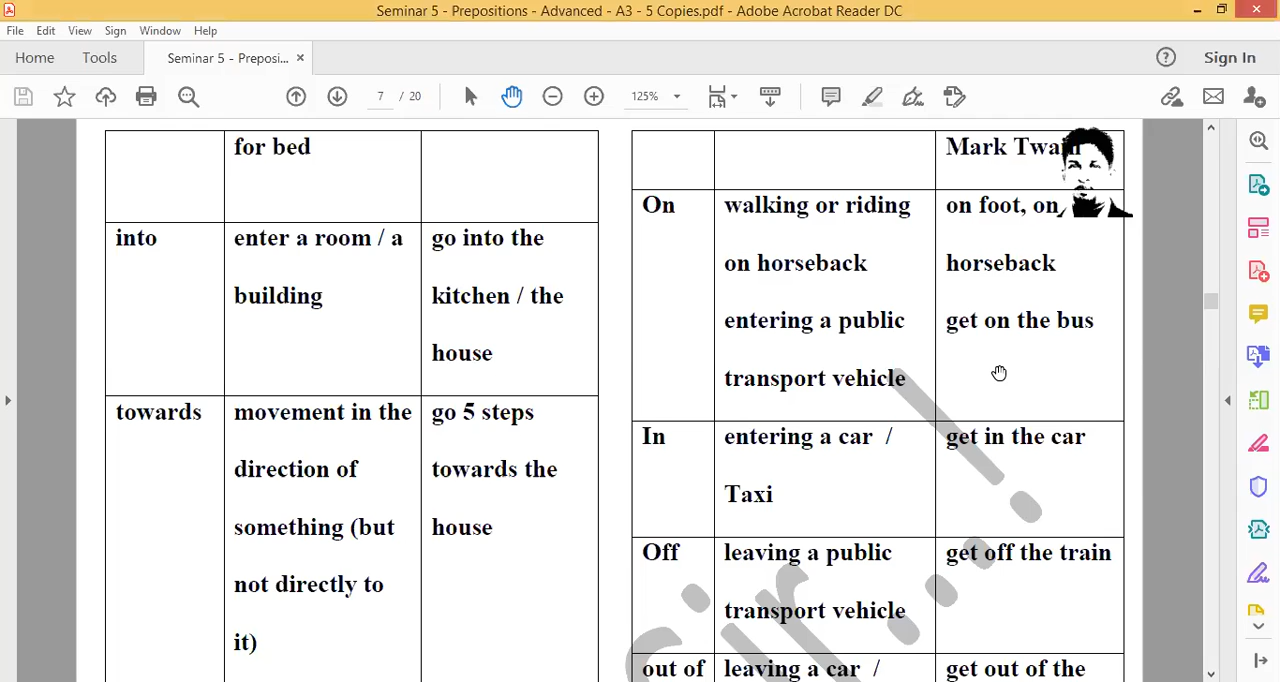 Seminar 5 - Prepositions - Advanced - A3 - 5 Copies.pdf - Adobe Acrobat Reader DC
File Edit View Sign Window Help
Home Tools Seminar 5 - Preposi... × Sign In
7 / 20 125%
for bed
into
enter a room / a
building
go into the
kitchen / the
house
towards
movement in the
direction of
something (but
not directly to
it)
go 5 steps
towards the
house
Mark Twain
On
walking or riding
on horseback
entering a public
transport vehicle
on foot, on
horseback
get on the bus
In
entering a car /
Taxi
get in the car
Off
leaving a public
transport vehicle
get off the train
out of
leaving a car /
get out of the
Sir...!